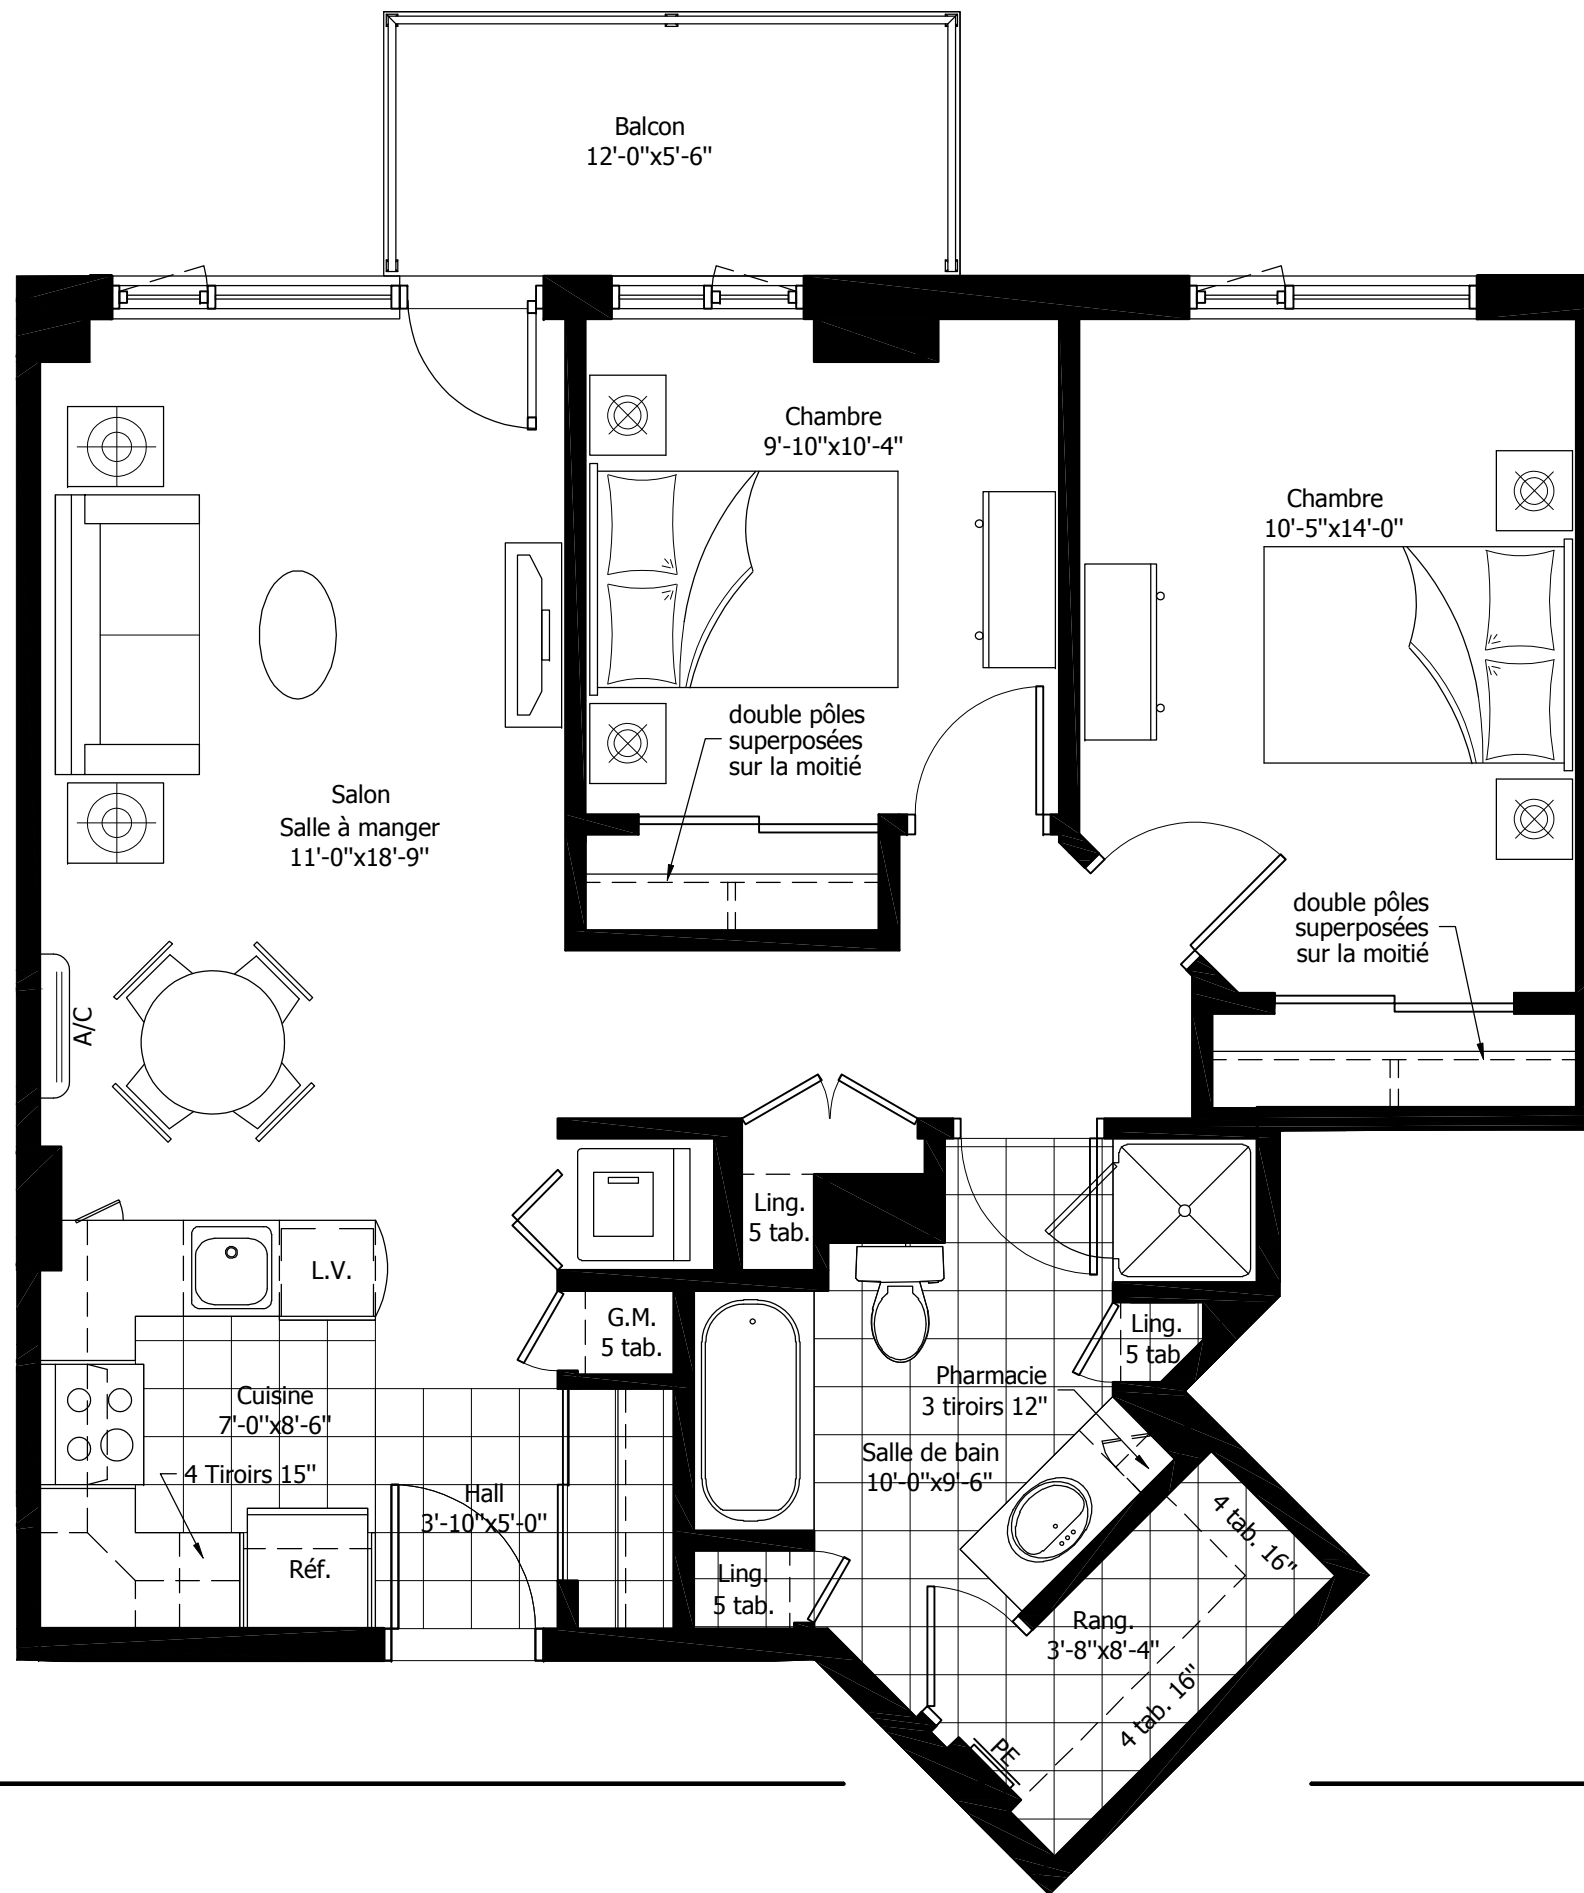 Balcon
12'-0"x5'-6"
Chambre
9'-10"x10'-4"
Chambre
10'-5"x14'-0"
double pôles
superposées
sur la moitié
Salon
Salle à manger
11'-0"x18'-9"
double pôles
superposées
sur la moitié
A/C
Ling.
5 tab.
L.V.
G.M.
5 tab.
Ling.
5 tab
Pharmacie
3 tiroirs 12"
Cuisine
7'-0"x8'-6"
Salle de bain
10'-0"x9'-6"
4 Tiroirs 15"
Hall
3'-10"x5'-0"
Réf.
Ling.
5 tab.
4 tab. 16"
Rang.
3'-8"x8'-4"
4 tab. 16"
PE